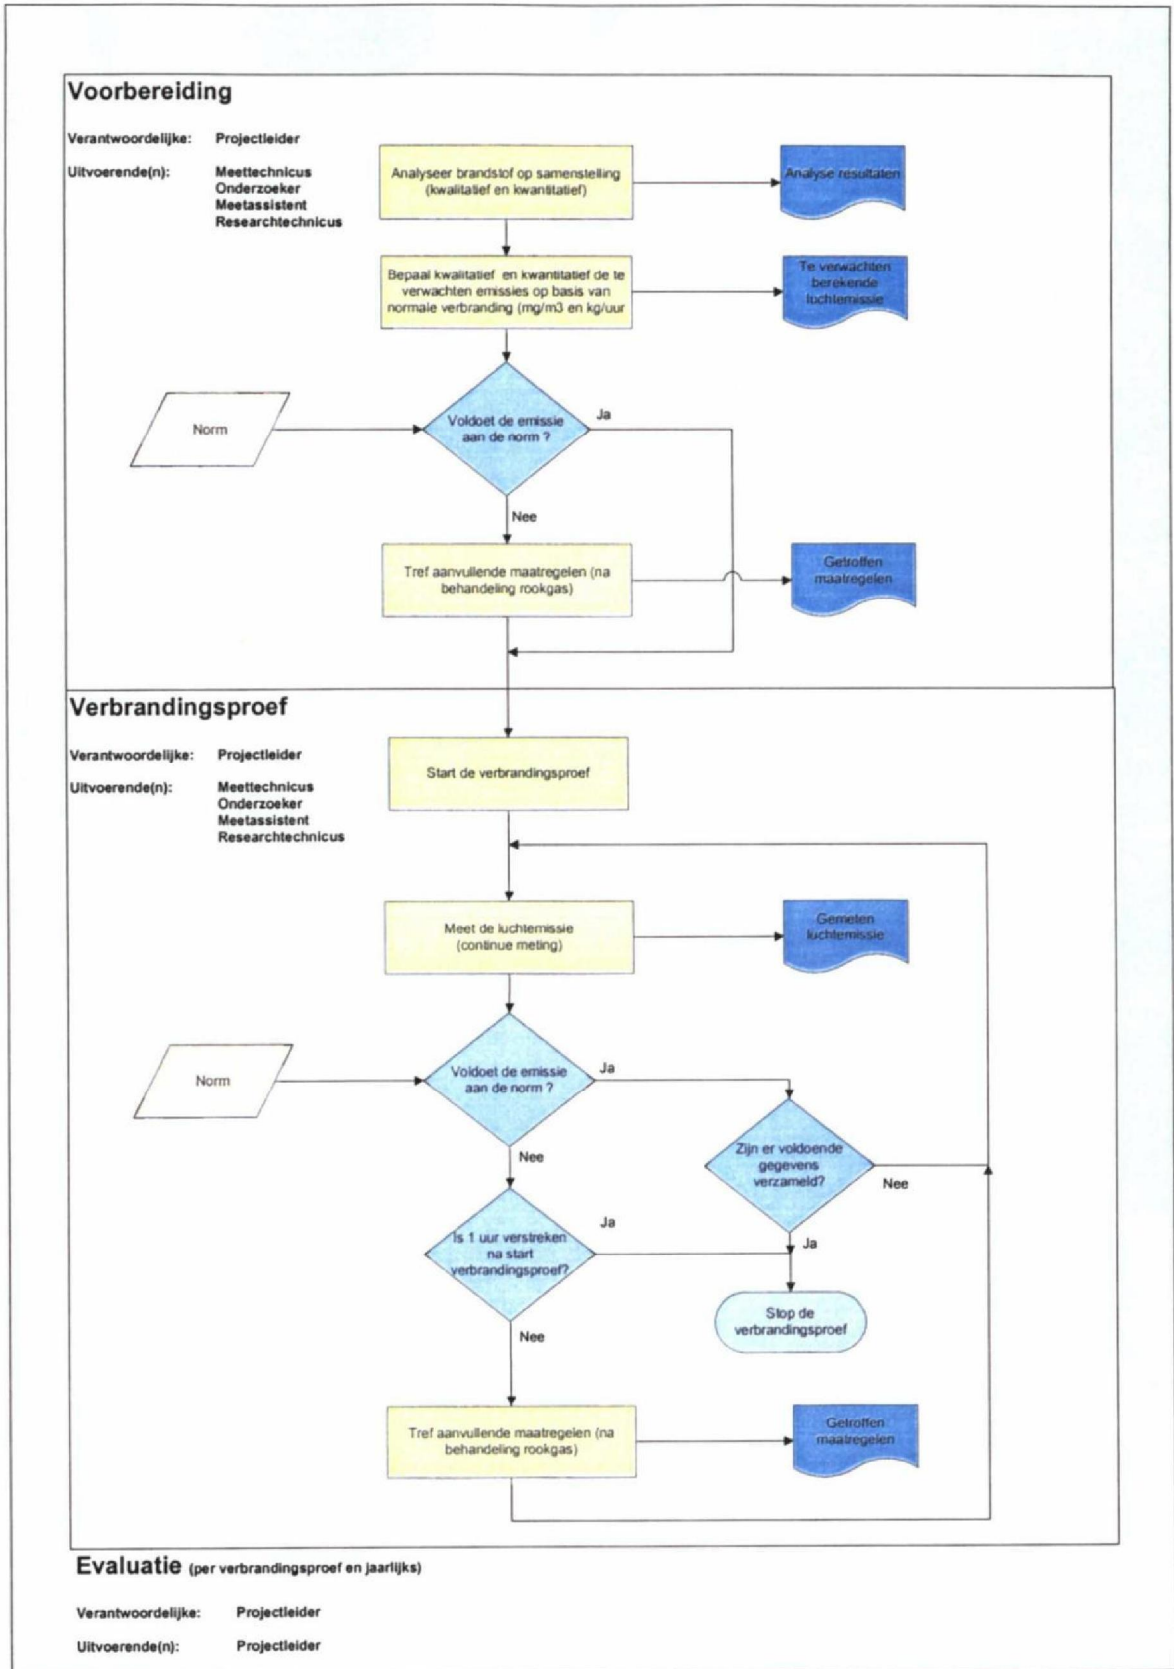 Voorbereiding
Verantwoordelijke: Projectleider
Uitvoerende(n): Meettechnicus
Onderzoeker
Meetassistent
Researchtechnicus
Analyseer brandstof op samenstelling
(kwalitatief en kwantitatief)
Analyse resultaten
Bepaal kwalitatief en kwantitatief de te
verwachten emissies op basis van
normale verbranding (mg/m3 en kg/uur
Te verwachten
berekende
luchtemissie
Norm
Voldoet de emissie
aan de norm ?
Ja
Nee
Tref aanvullende maatregelen (na
behandeling rookgas)
Getroffen
maatregelen
Verbrandingsproef
Verantwoordelijke: Projectleider
Uitvoerende(n): Meettechnicus
Onderzoeker
Meetassistent
Researchtechnicus
Start de verbrandingsproef
Meet de luchtemissie
(continue meting)
Gemeten
luchtemissie
Norm
Voldoet de emissie
aan de norm ?
Ja
Nee
Zijn er voldoende
gegevens
verzameld?
Nee
Ja
Is 1 uur verstreken
na start
verbrandingsproef?
Ja
Nee
Stop de
verbrandingsproef
Tref aanvullende maatregelen (na
behandeling rookgas)
Getroffen
maatregelen
Evaluatie (per verbrandingsproef en jaarlijks)
Verantwoordelijke: Projectleider
Uitvoerende(n): Projectleider